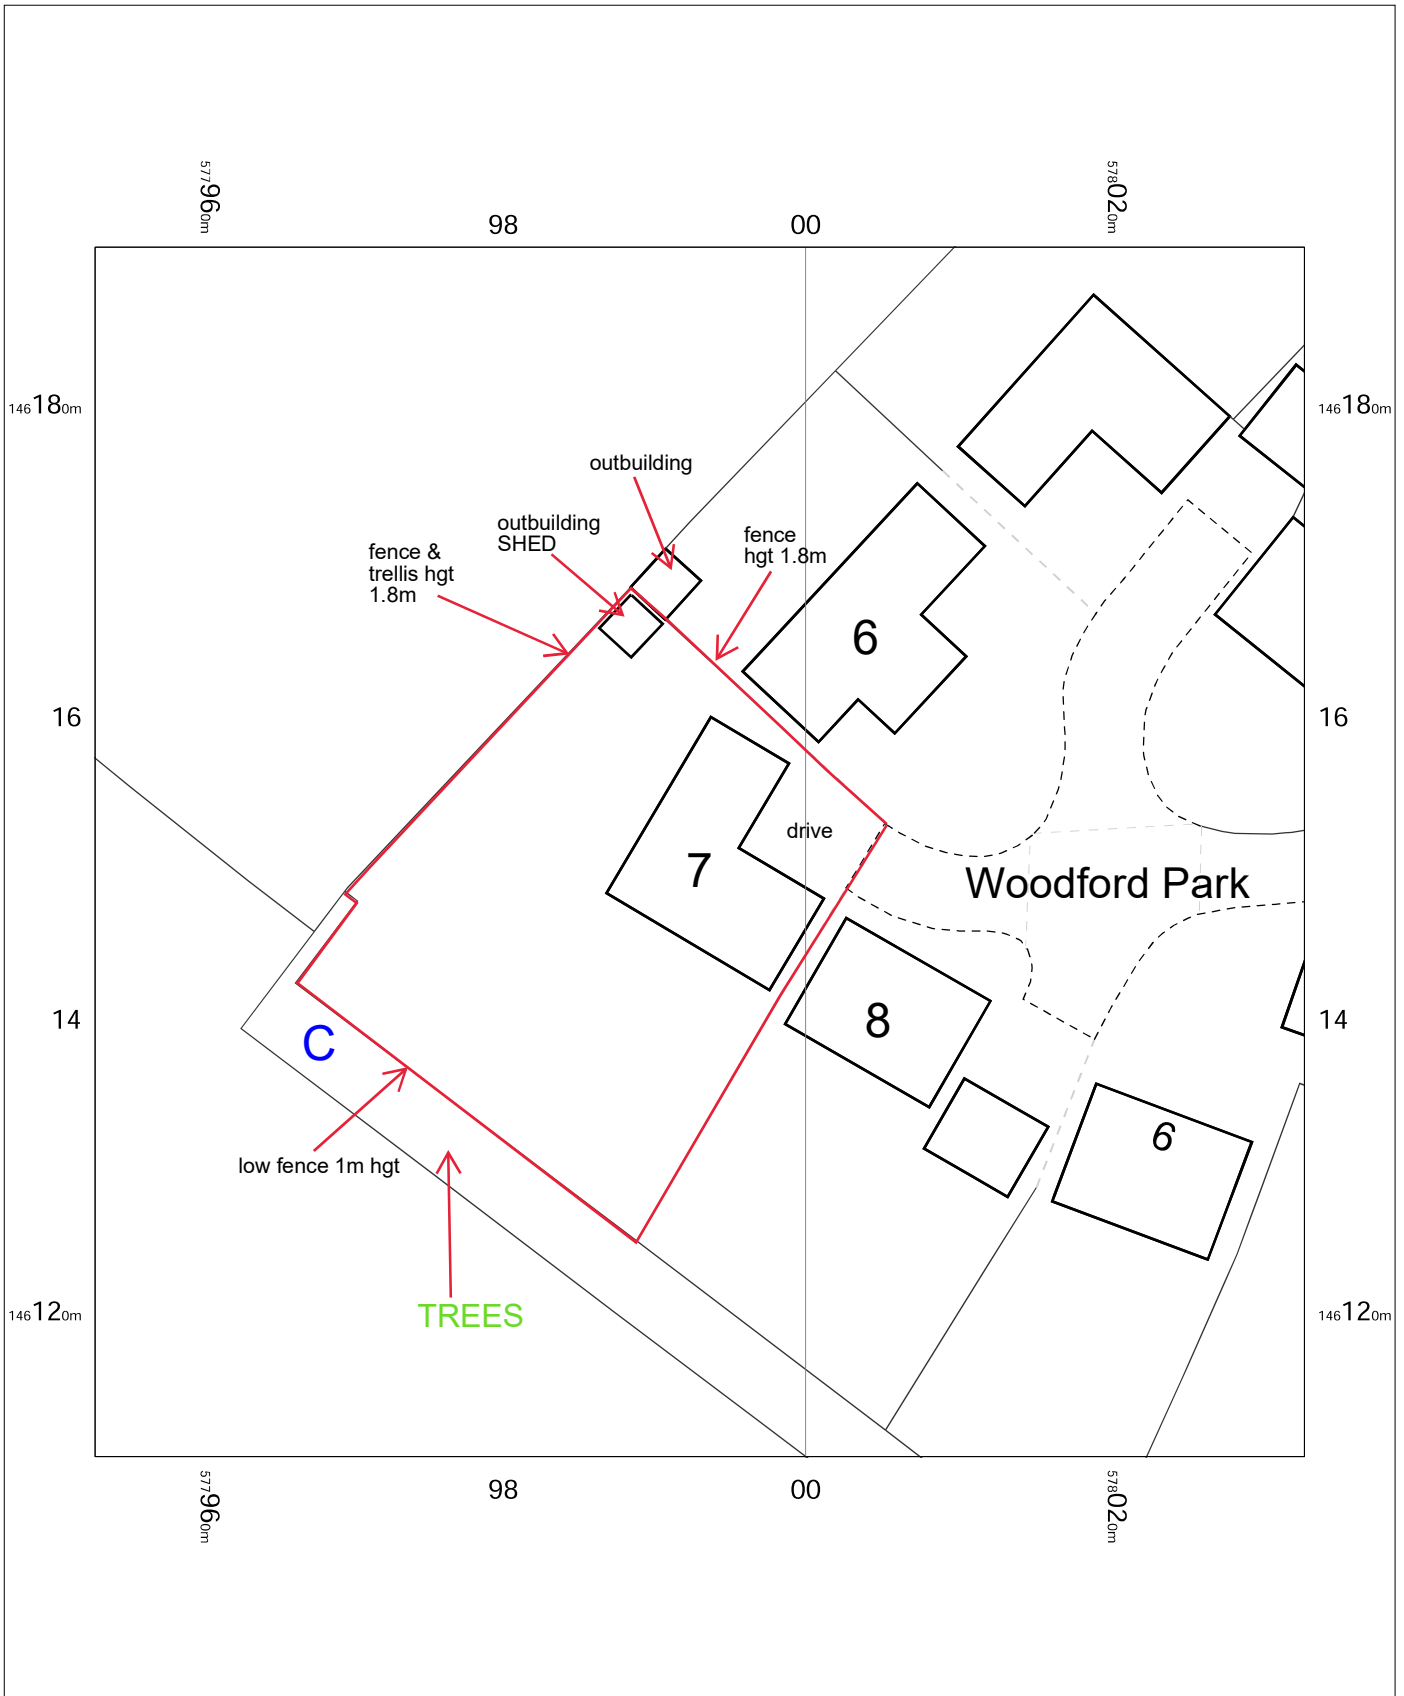 577960m
98
00
578020m
146180m
146180m
outbuilding
outbuilding
SHED
fence
hgt 1.8m
fence &
trellis hgt
1.8m
6
16
16
drive
7
Woodford Park
8
14
14
C
6
low fence 1m hgt
TREES
146120m
146120m
577960m
98
00
578020m